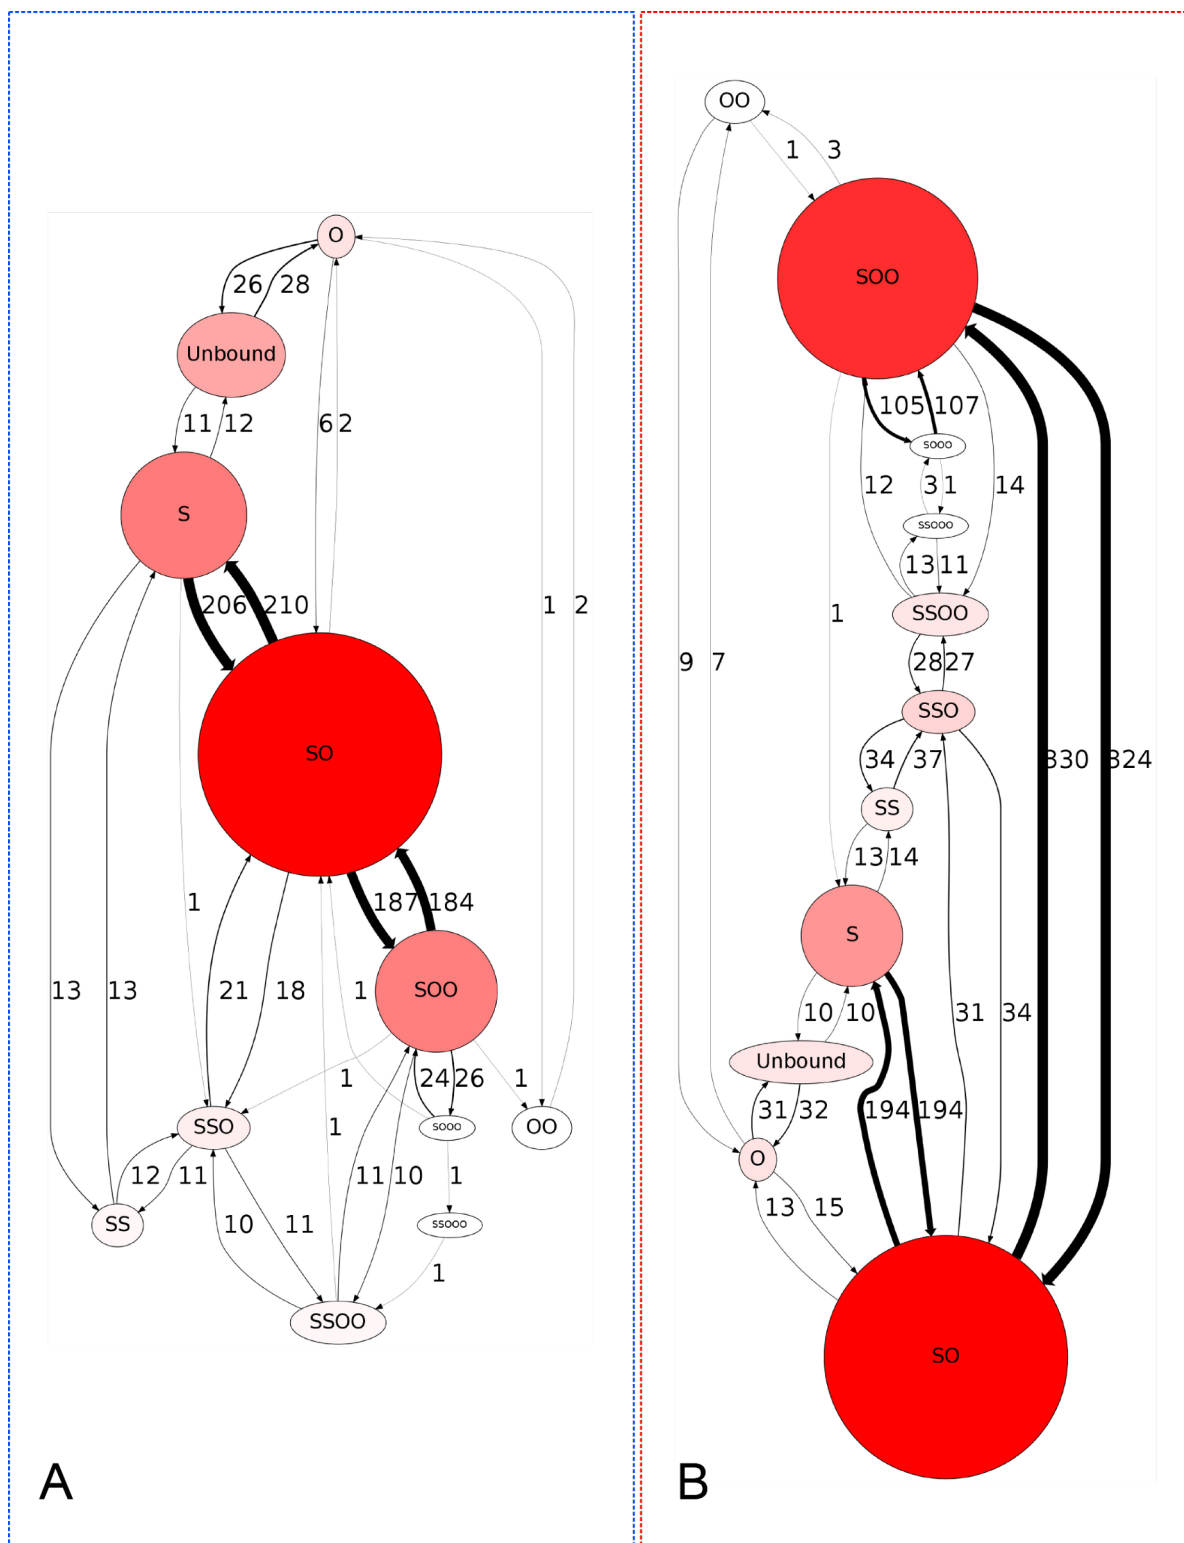 O
26 28
Unbound
11 12
6 2
S
206 210
1 2
SO
1
187 184
13 13
21 18
1
SOO
1
24 26
1
1
SSO
sooo
OO
12 11
11 10
1
SS
10 11
ssooo
1
SSOO
A
OO
1 3
SOO
105 107
sooo
12
3 1
14
ssooo
13 11
SSOO
1
28 27
9 7
SSO
34 37
330 324
SS
13 14
S
10 10
31 34
Unbound
31 32
194 194
O
13 15
SO
B